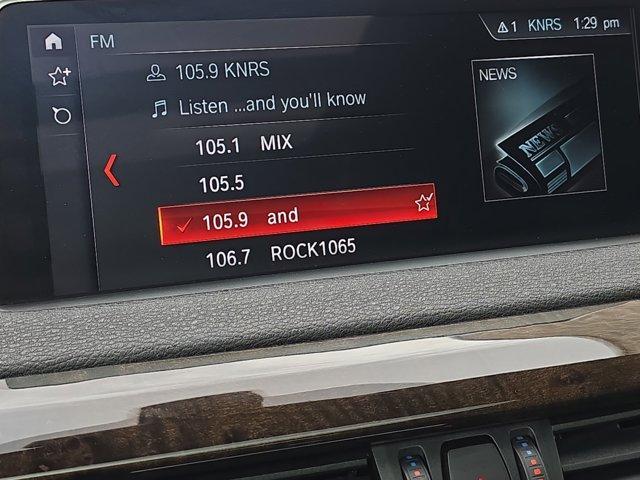 FM
1 KNRS 1:29 pm
105.9 KNRS
Listen ...and you'll know
105.1 MIX
105.5
105.9 and
106.7 ROCK1065
NEWS
NEWS